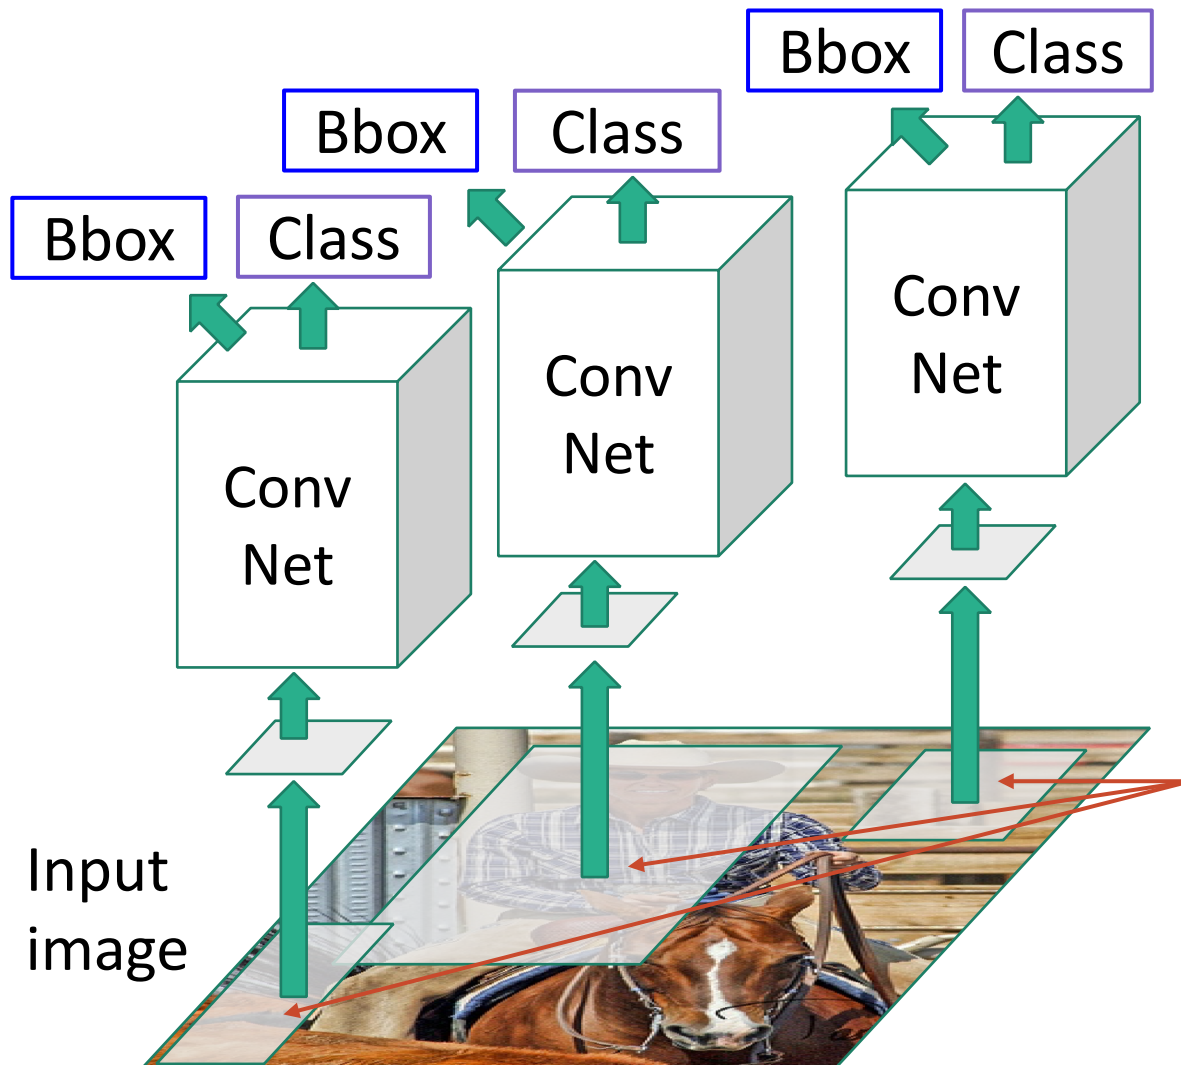 Bbox
Class
Bbox
Class
Bbox
Class
Conv
Net
Conv
Net
Conv
Net
Input
image